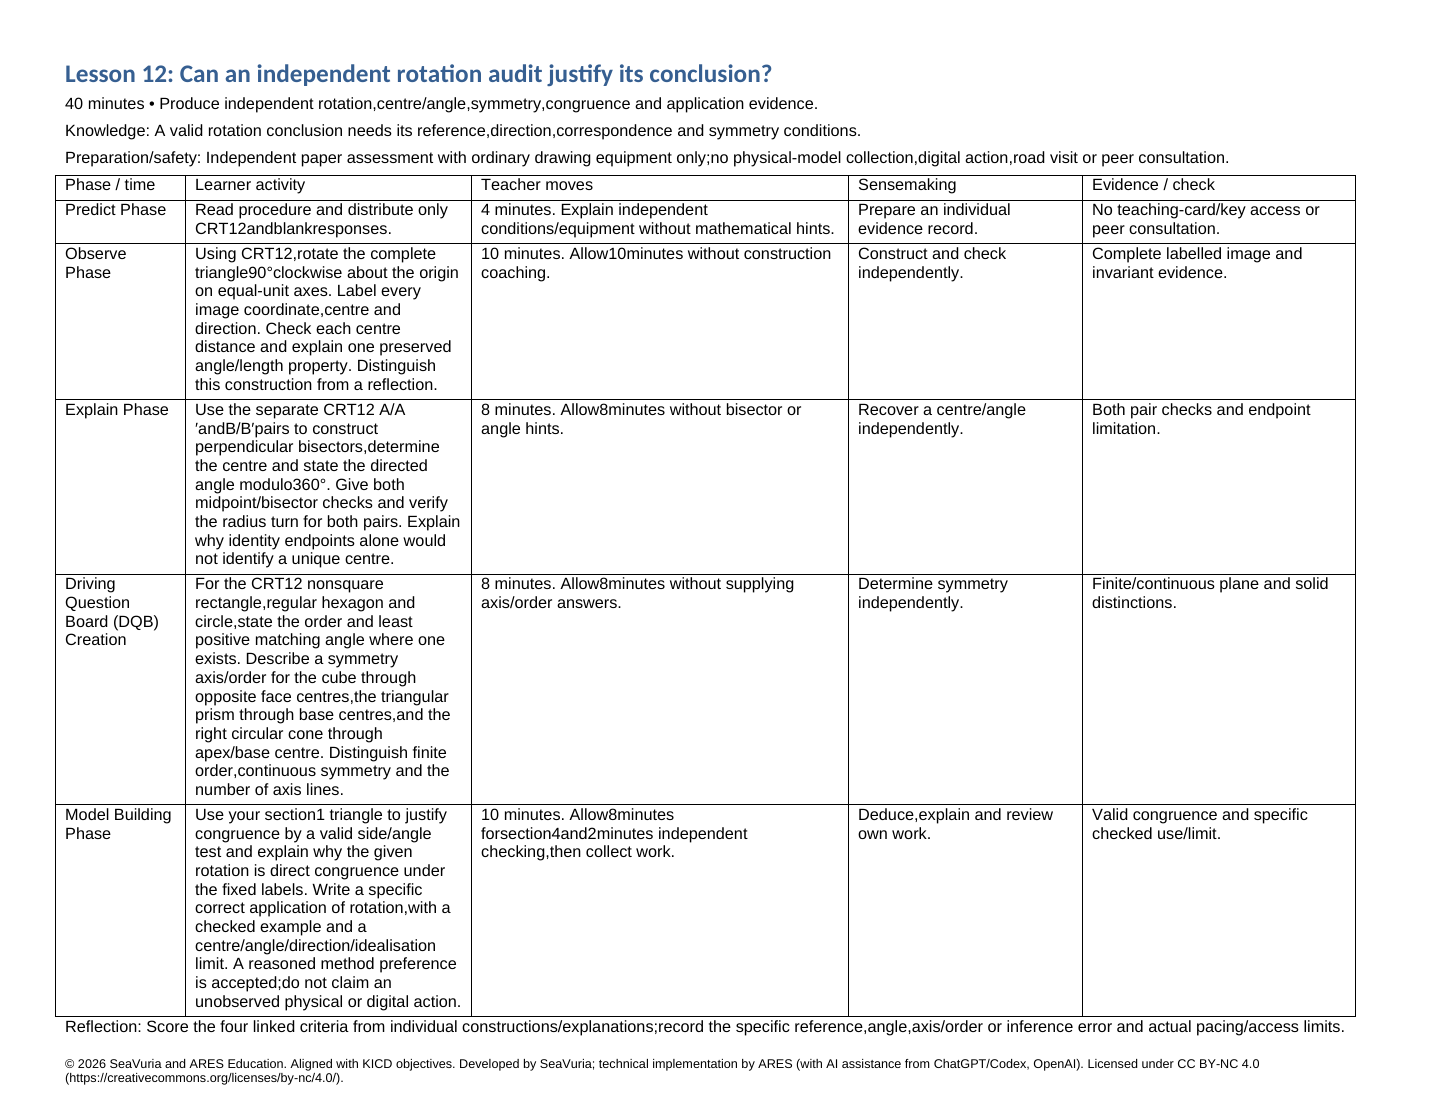 Lesson 12: Can an independent rotation audit justify its conclusion?
40 minutes • Produce independent rotation,centre/angle,symmetry,congruence and application evidence.
Knowledge: A valid rotation conclusion needs its reference,direction,correspondence and symmetry conditions.
Preparation/safety: Independent paper assessment with ordinary drawing equipment only;no physical-model collection,digital action,road visit or peer consultation.
Phase / time
Learner activity
Teacher moves
Sensemaking
Evidence / check
Predict Phase
Read procedure and distribute only
CRT12andblankresponses.
4 minutes. Explain independent
conditions/equipment without mathematical hints.
Prepare an individual
evidence record.
No teaching-card/key access or
peer consultation.
Observe
Phase
Using CRT12,rotate the complete
triangle90°clockwise about the origin
on equal-unit axes. Label every
image coordinate,centre and
direction. Check each centre
distance and explain one preserved
angle/length property. Distinguish
this construction from a reflection.
10 minutes. Allow10minutes without construction
coaching.
Construct and check
independently.
Complete labelled image and
invariant evidence.
Explain Phase
Use the separate CRT12 A/A
′andB/B′pairs to construct
perpendicular bisectors,determine
the centre and state the directed
angle modulo360°. Give both
midpoint/bisector checks and verify
the radius turn for both pairs. Explain
why identity endpoints alone would
not identify a unique centre.
8 minutes. Allow8minutes without bisector or
angle hints.
Recover a centre/angle
independently.
Both pair checks and endpoint
limitation.
Driving
Question
Board (DQB)
Creation
For the CRT12 nonsquare
rectangle,regular hexagon and
circle,state the order and least
positive matching angle where one
exists. Describe a symmetry
axis/order for the cube through
opposite face centres,the triangular
prism through base centres,and the
right circular cone through
apex/base centre. Distinguish finite
order,continuous symmetry and the
number of axis lines.
8 minutes. Allow8minutes without supplying
axis/order answers.
Determine symmetry
independently.
Finite/continuous plane and solid
distinctions.
Model Building
Phase
Use your section1 triangle to justify
congruence by a valid side/angle
test and explain why the given
rotation is direct congruence under
the fixed labels. Write a specific
correct application of rotation,with a
checked example and a
centre/angle/direction/idealisation
limit. A reasoned method preference
is accepted;do not claim an
unobserved physical or digital action.
10 minutes. Allow8minutes
forsection4and2minutes independent
checking,then collect work.
Deduce,explain and review
own work.
Valid congruence and specific
checked use/limit.
Reflection: Score the four linked criteria from individual constructions/explanations;record the specific reference,angle,axis/order or inference error and actual pacing/access limits.
© 2026 SeaVuria and ARES Education. Aligned with KICD objectives. Developed by SeaVuria; technical implementation by ARES (with AI assistance from ChatGPT/Codex, OpenAI). Licensed under CC BY-NC 4.0
(https://creativecommons.org/licenses/by-nc/4.0/).